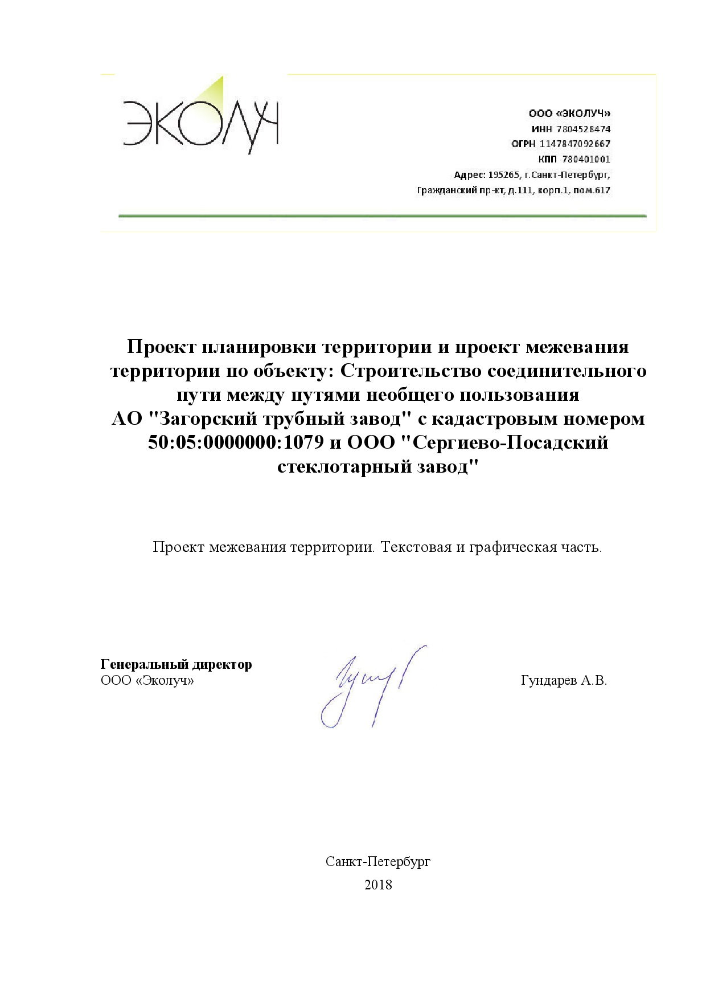 ЭКОЛУЧ
ООО «ЭКОЛУЧ»
ИНН 7804528474
ОГРН 1147847092667
КПП 780401001
Адрес: 195265, г.Санкт-Петербург,
Гражданский пр-кт, д.111, корп.1, пом.617
Проект планировки территории и проект межевания
территории по объекту: Строительство соединительного
пути между путями необщего пользования
АО "Загорский трубный завод" с кадастровым номером
50:05:0000000:1079 и ООО "Сергиево-Посадский
стеклотарный завод"
Проект межевания территории. Текстовая и графическая часть.
Генеральный директор
ООО «Эколуч»
Гундарев А.В.
Санкт-Петербург
2018